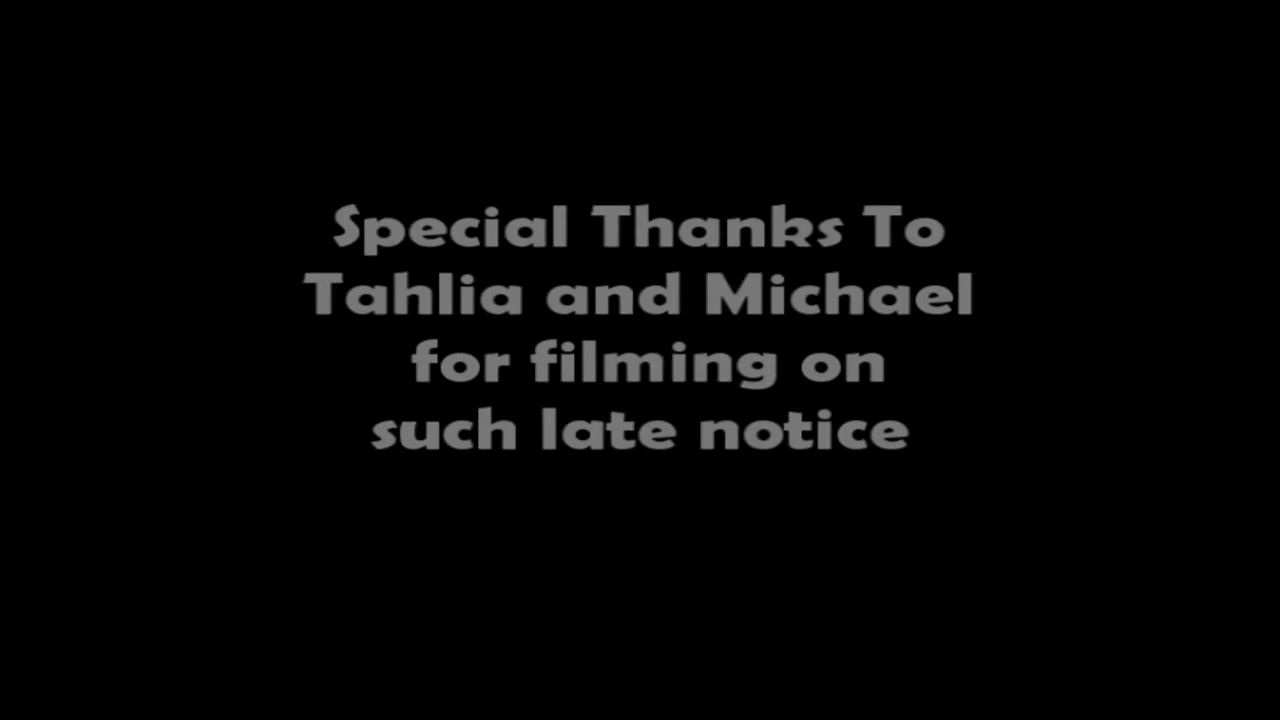 Special Thanks To
Tahlia and Michael
for filming on
such late notice